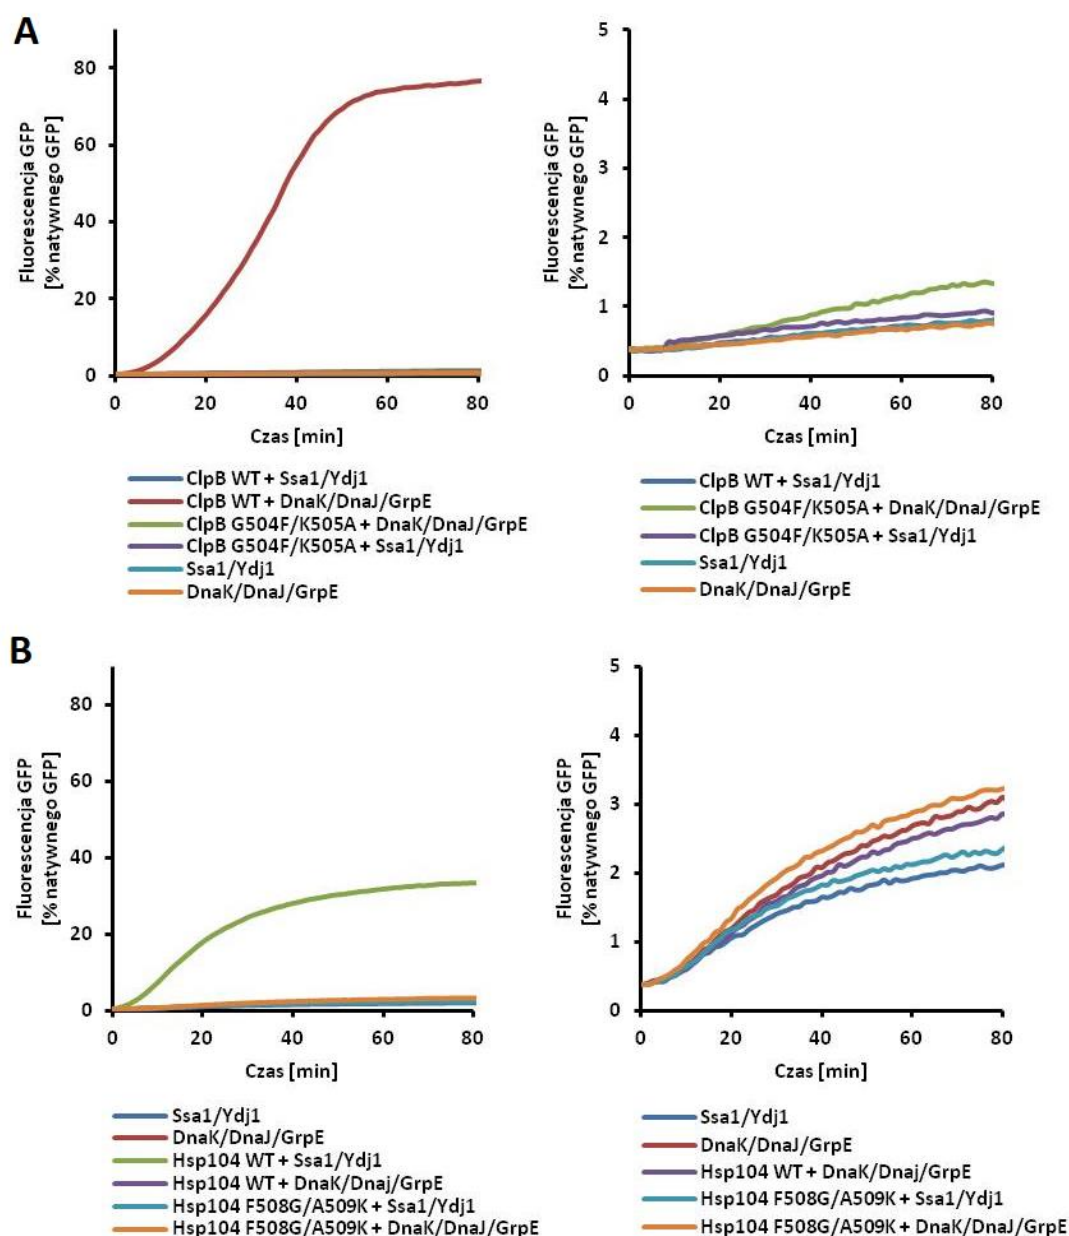 A
Fluorescencja GFP
[% natywnego GFP]
80
60
40
20
0
0 20 40 60 80
Czas [min]
ClpB WT + Ssa1/Ydj1
ClpB WT + DnaK/DnaJ/GrpE
ClpB G504F/K505A + DnaK/DnaJ/GrpE
ClpB G504F/K505A + Ssa1/Ydj1
Ssa1/Ydj1
DnaK/DnaJ/GrpE
Fluorescencja GFP
[% natywnego GFP]
5
4
3
2
1
0
0 20 40 60 80
Czas [min]
ClpB WT + Ssa1/Ydj1
ClpB G504F/K505A + DnaK/DnaJ/GrpE
ClpB G504F/K505A + Ssa1/Ydj1
Ssa1/Ydj1
DnaK/DnaJ/GrpE
B
Fluorescencja GFP
[% natywnego GFP]
80
60
40
20
0
0 20 40 60 80
Czas [min]
Ssa1/Ydj1
DnaK/DnaJ/GrpE
Hsp104 WT + Ssa1/Ydj1
Hsp104 WT + DnaK/Dnaj/GrpE
Hsp104 F508G/A509K + Ssa1/Ydj1
Hsp104 F508G/A509K + DnaK/DnaJ/GrpE
Fluorescencja GFP
[% natywnego GFP]
5
4
3
2
1
0
0 20 40 60 80
Czas [min]
Ssa1/Ydj1
DnaK/DnaJ/GrpE
Hsp104 WT + DnaK/Dnaj/GrpE
Hsp104 F508G/A509K + Ssa1/Ydj1
Hsp104 F508G/A509K + DnaK/DnaJ/GrpE